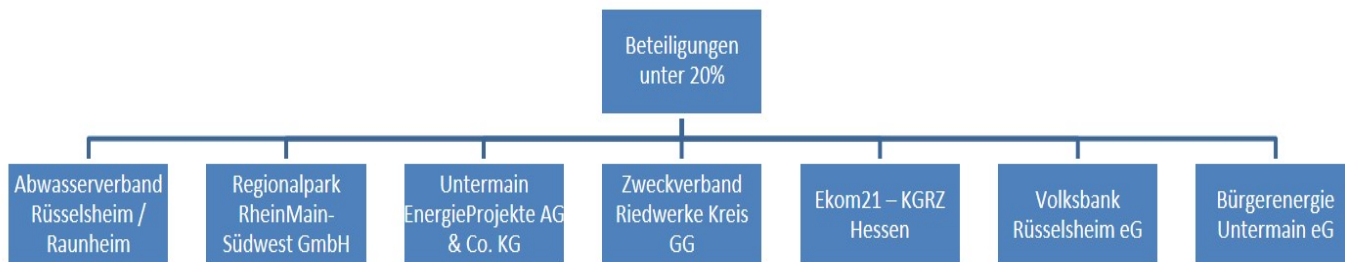 Beteiligungen
unter 20%
Abwasserverband
Rüsselsheim /
Raunheim
Regionalpark
RheinMain-
Südwest GmbH
Untermain
EnergieProjekte AG
& Co. KG
Zweckverband
Riedwerke Kreis
GG
Ekom21 – KGRZ
Hessen
Volksbank
Rüsselsheim eG
Bürgerenergie
Untermain eG